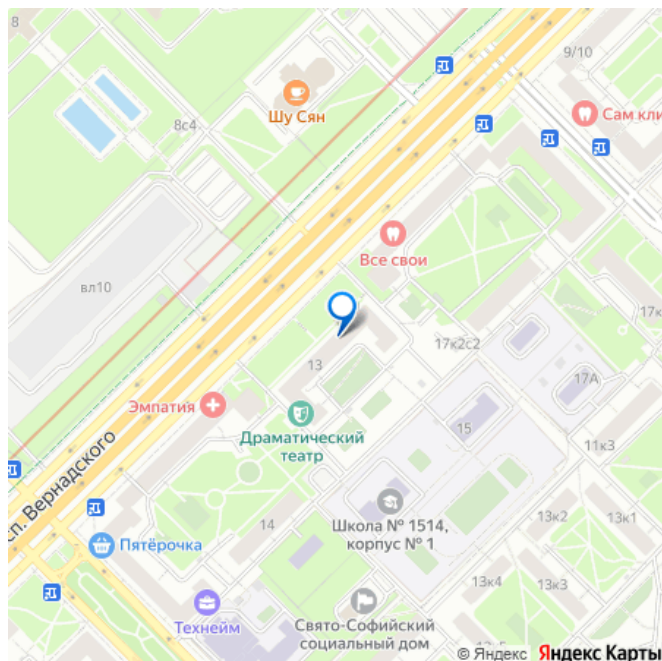 8
9/10
Шу Сян
Сам кли
8с4
Все свои
вл10
17к
17к2с2
13
17А
Эмпатия
Драматический
театр
15
11к3
сп. Вернадского
Школа № 1514,
корпус № 1
14
13к2
13к1
Пятёрочка
13к4
13к3
Технейм
Свято-Софийский
социальный дом
© Яндекс Яндекс Карты